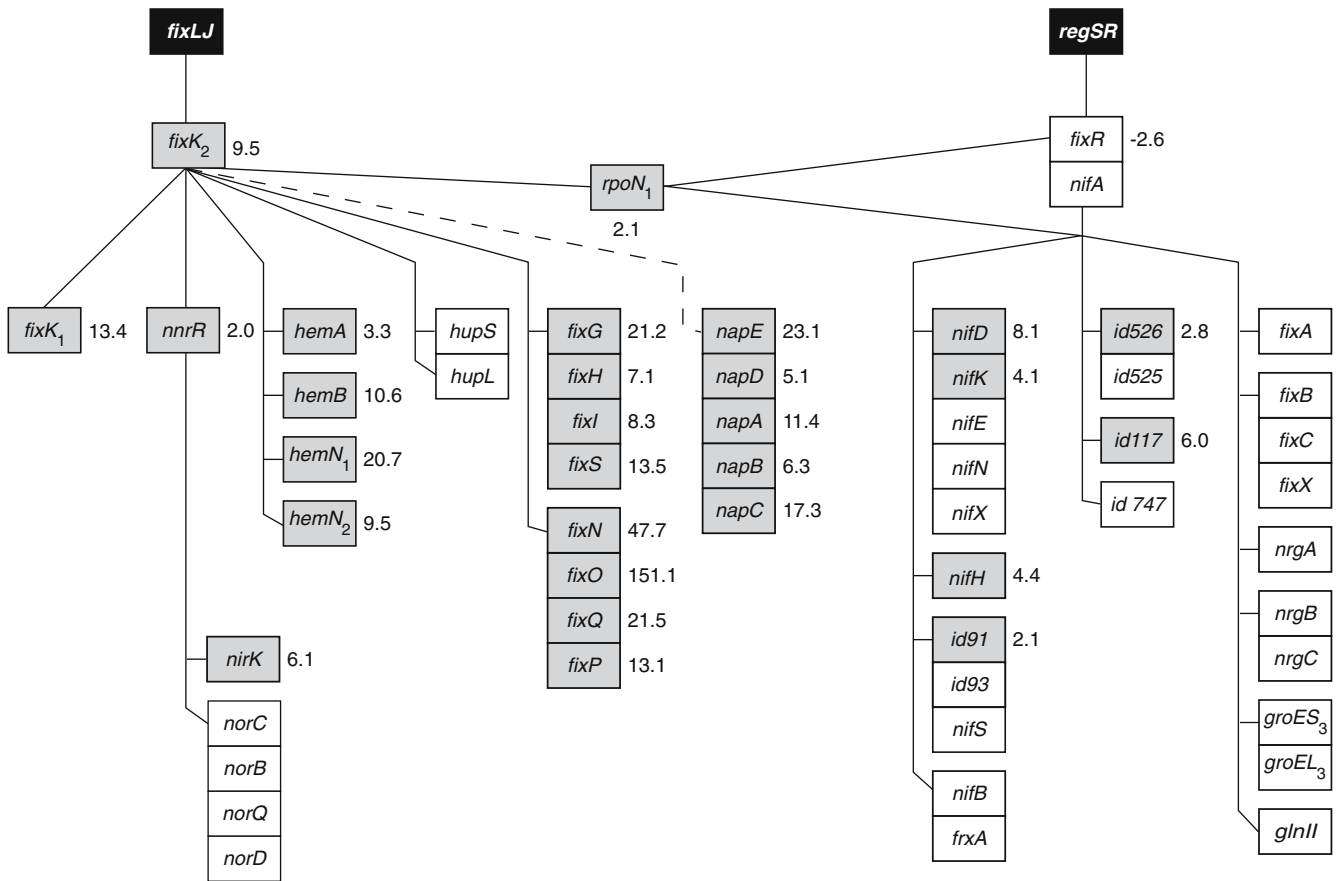 fixLJ
regSR
fixK₂ 9.5
fixR -2.6
nifA
rpoN₁
2.1
fixK₁ 13.4
nnrR 2.0
hemA 3.3
hemB 10.6
hemN₁ 20.7
hemN₂ 9.5
hupS
hupL
fixG 21.2
fixH 7.1
fixI 8.3
fixS 13.5
fixN 47.7
fixO 151.1
fixQ 21.5
fixP 13.1
napE 23.1
napD 5.1
napA 11.4
napB 6.3
napC 17.3
nirK 6.1
norC
norB
norQ
norD
nifD 8.1
nifK 4.1
nifE
nifN
nifX
nifH 4.4
id91 2.1
id93
nifS
nifB
frxA
id526 2.8
id525
id117 6.0
id 747
fixA
fixB
fixC
fixX
nrgA
nrgB
nrgC
groES₃
groEL₃
glnII